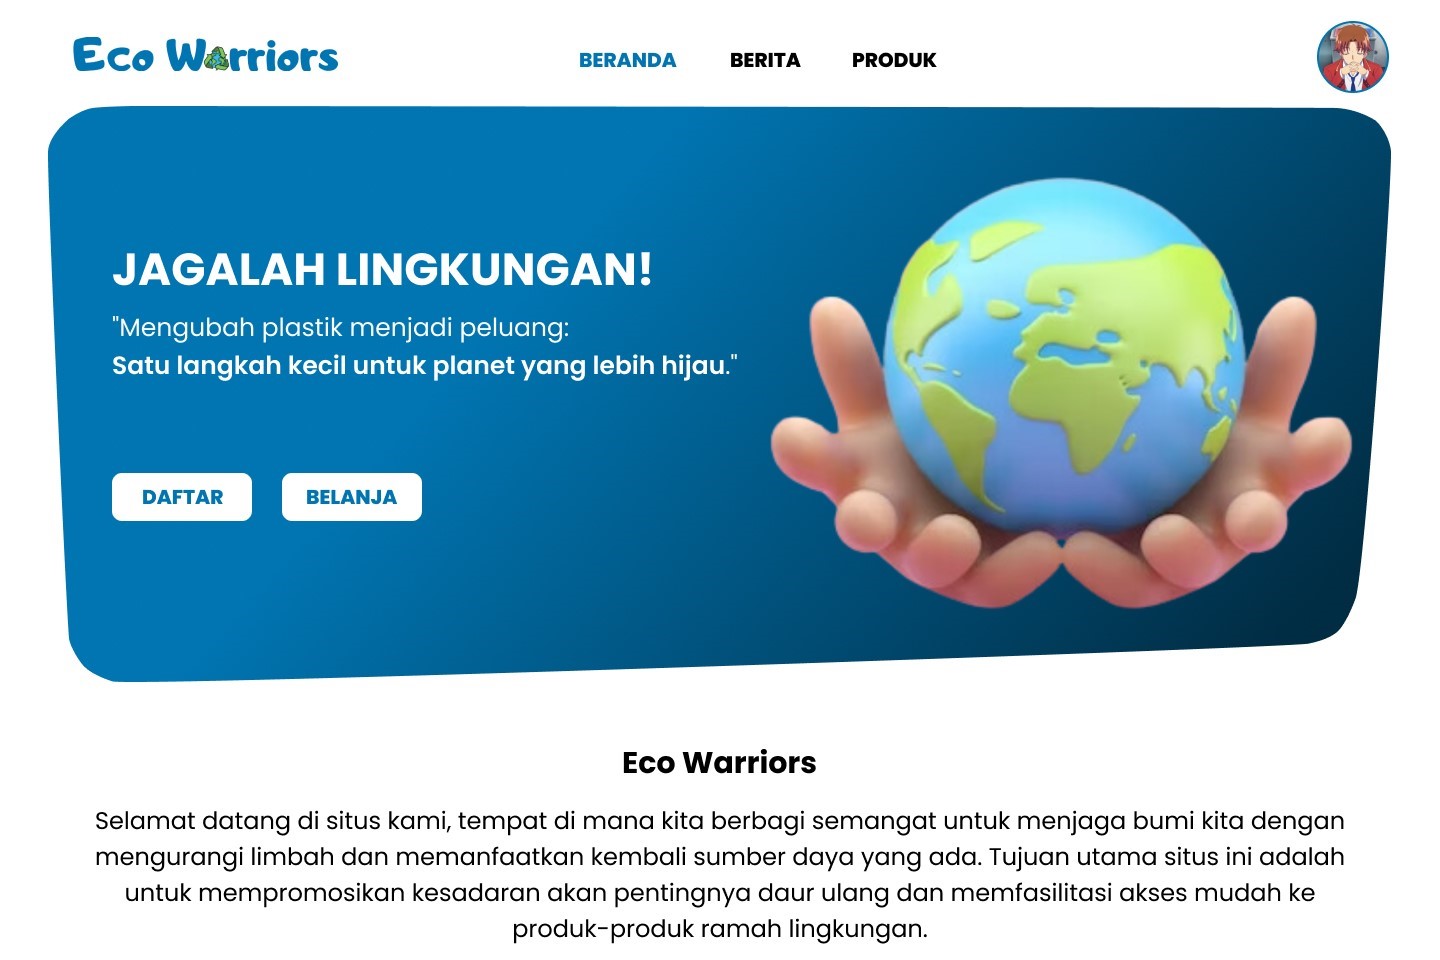 Eco Warriors
BERANDA BERITA PRODUK
JAGALAH LINGKUNGAN!
"Mengubah plastik menjadi peluang:
Satu langkah kecil untuk planet yang lebih hijau."
DAFTAR BELANJA
Eco Warriors
Selamat datang di situs kami, tempat di mana kita berbagi semangat untuk menjaga bumi kita dengan
mengurangi limbah dan memanfaatkan kembali sumber daya yang ada. Tujuan utama situs ini adalah
untuk mempromosikan kesadaran akan pentingnya daur ulang dan memfasilitasi akses mudah ke
produk-produk ramah lingkungan.